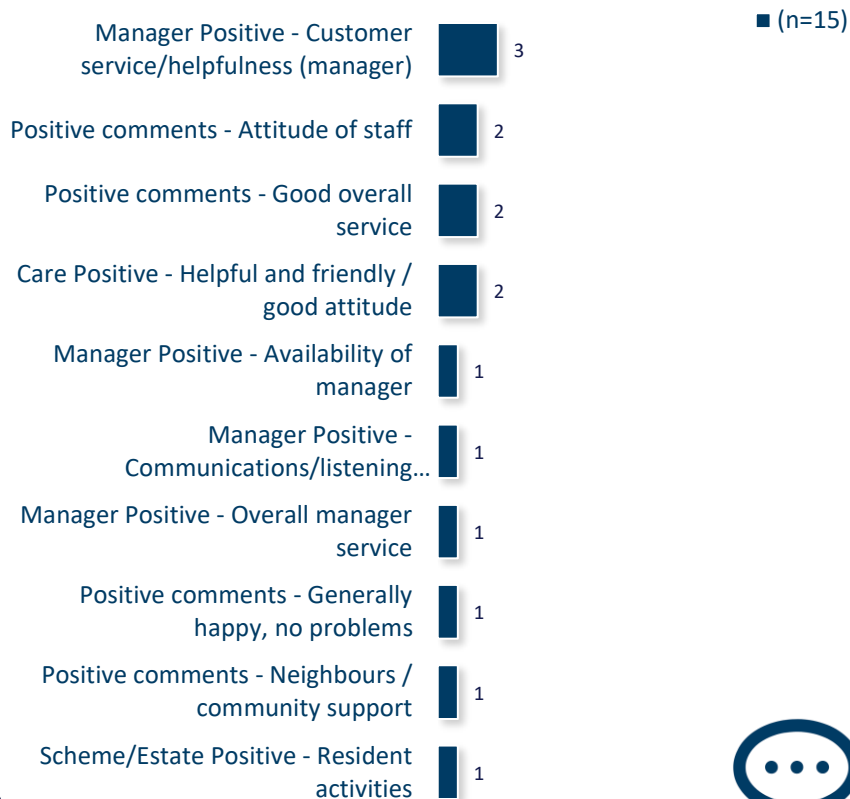 ■ (n=15)
Manager Positive - Customer
service/helpfulness (manager)
3
Positive comments - Attitude of staff
2
Positive comments - Good overall
service
2
Care Positive - Helpful and friendly /
good attitude
2
Manager Positive - Availability of
manager
1
Manager Positive -
Communications/listening...
1
Manager Positive - Overall manager
service
1
Positive comments - Generally
happy, no problems
1
Positive comments - Neighbours /
community support
1
Scheme/Estate Positive - Resident
activities
1